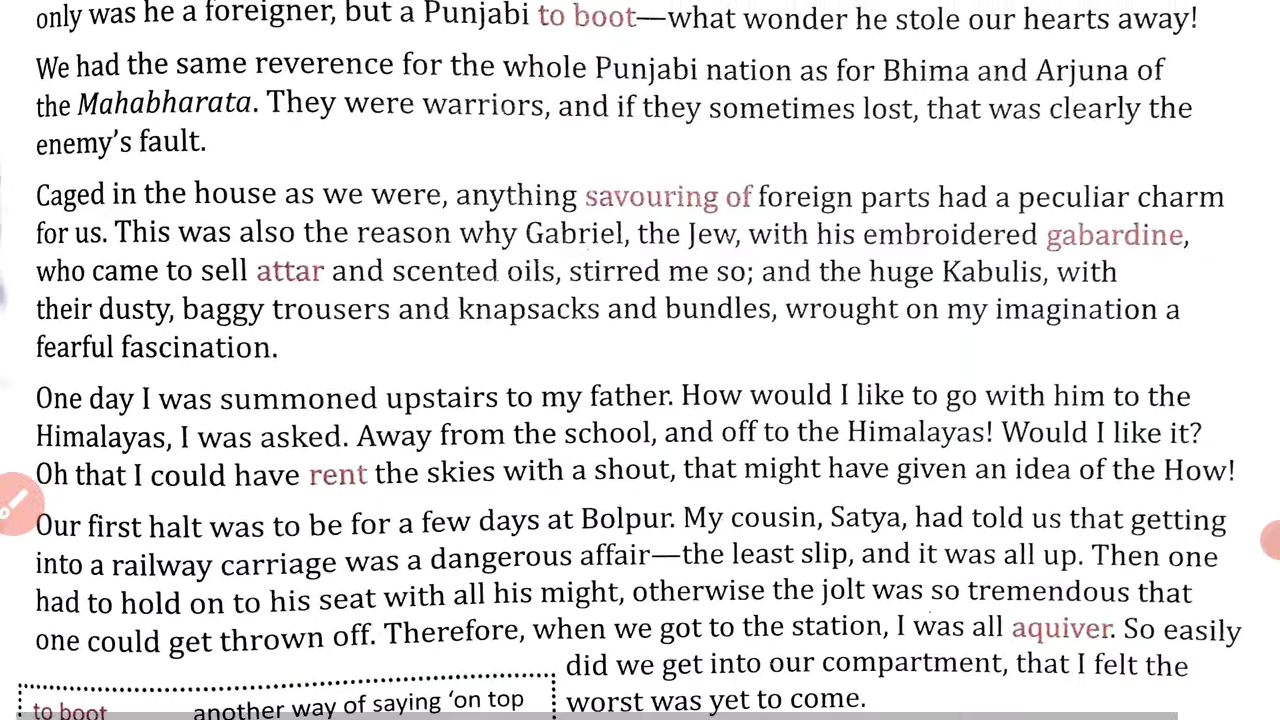 only was he a foreigner, but a Punjabi to boot—what wonder he stole our hearts away!
We had the same reverence for the whole Punjabi nation as for Bhima and Arjuna of
the Mahabharata. They were warriors, and if they sometimes lost, that was clearly the
enemy's fault.
Caged in the house as we were, anything savouring of foreign parts had a peculiar charm
for us. This was also the reason why Gabriel, the Jew, with his embroidered gabardine,
who came to sell attar and scented oils, stirred me so; and the huge Kabulis, with
their dusty, baggy trousers and knapsacks and bundles, wrought on my imagination a
fearful fascination.
One day I was summoned upstairs to my father. How would I like to go with him to the
Himalayas, I was asked. Away from the school, and off to the Himalayas! Would I like it?
Oh that I could have rent the skies with a shout, that might have given an idea of the How!
Our first halt was to be for a few days at Bolpur. My cousin, Satya, had told us that getting
into a railway carriage was a dangerous affair—the least slip, and it was all up. Then one
had to hold on to his seat with all his might, otherwise the jolt was so tremendous that
one could get thrown off. Therefore, when we got to the station, I was all aquiver. So easily
did we get into our compartment, that I felt the
worst was yet to come.
to boot another way of saying 'on top